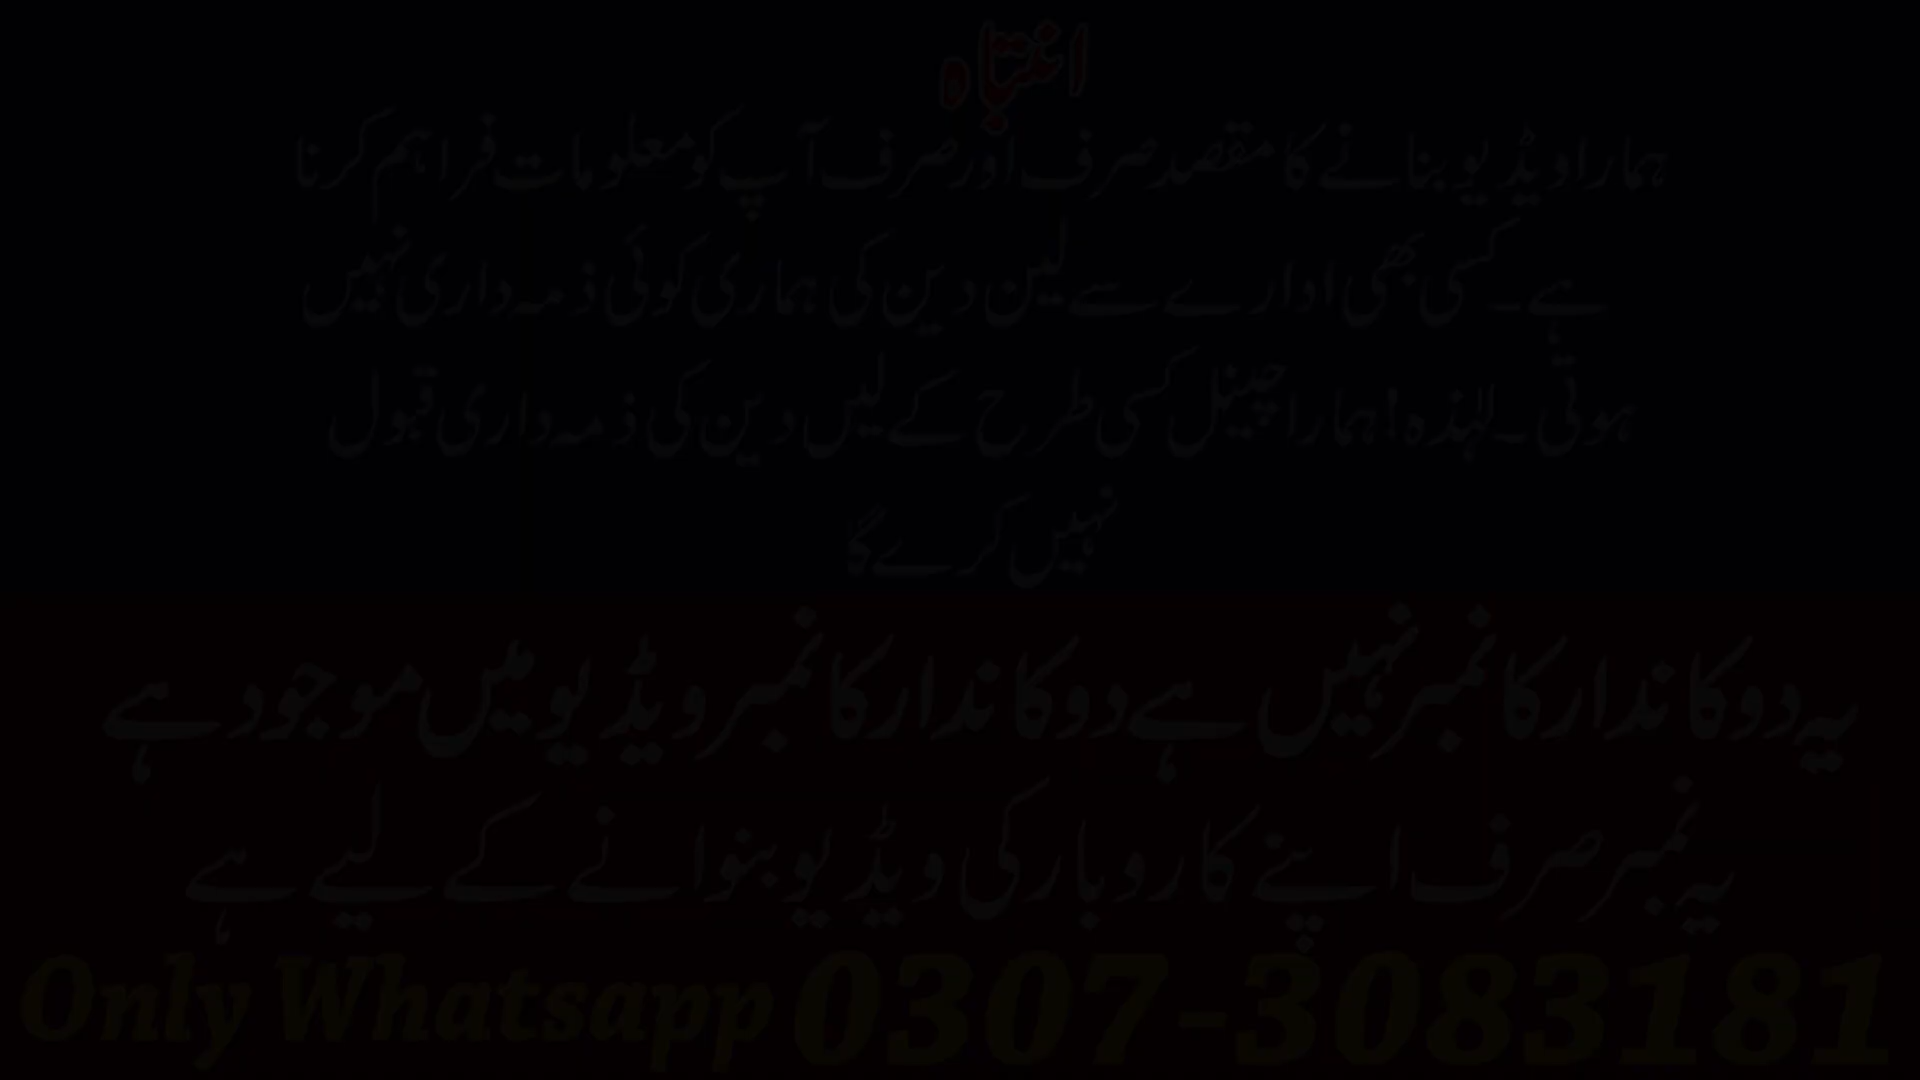 انتباہ
ہمارا ویڈیو بنانے کا مقصد صرف اور صرف آپ کو معلومات فراہم کرنا
ہے۔ کسی بھی ادارے سے لین دین کی ہماری کوئی ذمہ داری نہیں
ہوتی۔ لہٰذہ! ہمارا چینل کسی طرح کے لیں دین کی ذمہ داری قبول
نہیں کرے گا
یہ دوکاندار کا نمبر نہیں ہے دوکاندار کا نمبر ویڈیو میں موجود ہے
یہ نمبر صرف اپنے کاروبار کی ویڈیو بنوانے کے لیے ہے
Only Whatsapp 0307-3083181